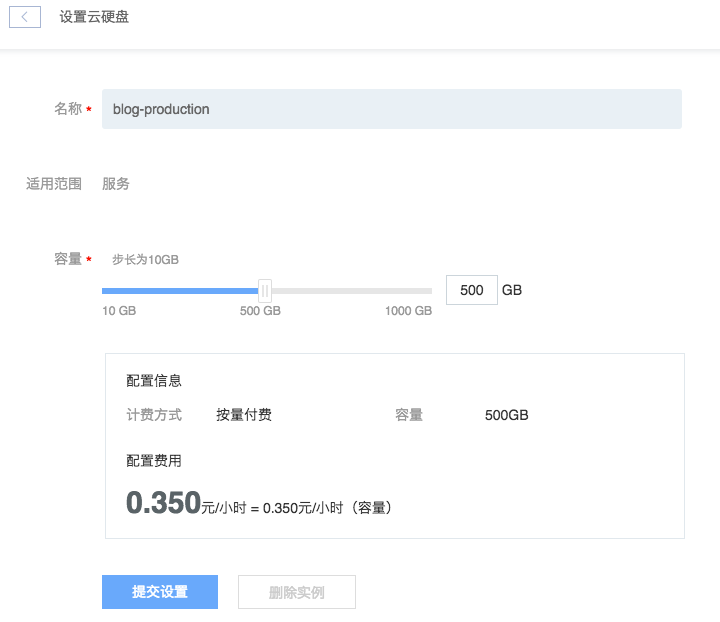 设置云硬盘
名称 * blog-production
适用范围 服务
容量 * 步长为10GB
500 GB
10 GB 500 GB 1000 GB
配置信息
计费方式 按量付费 容量 500GB
配置费用
0.350元/小时 = 0.350元/小时（容量）
提交设置 删除实例